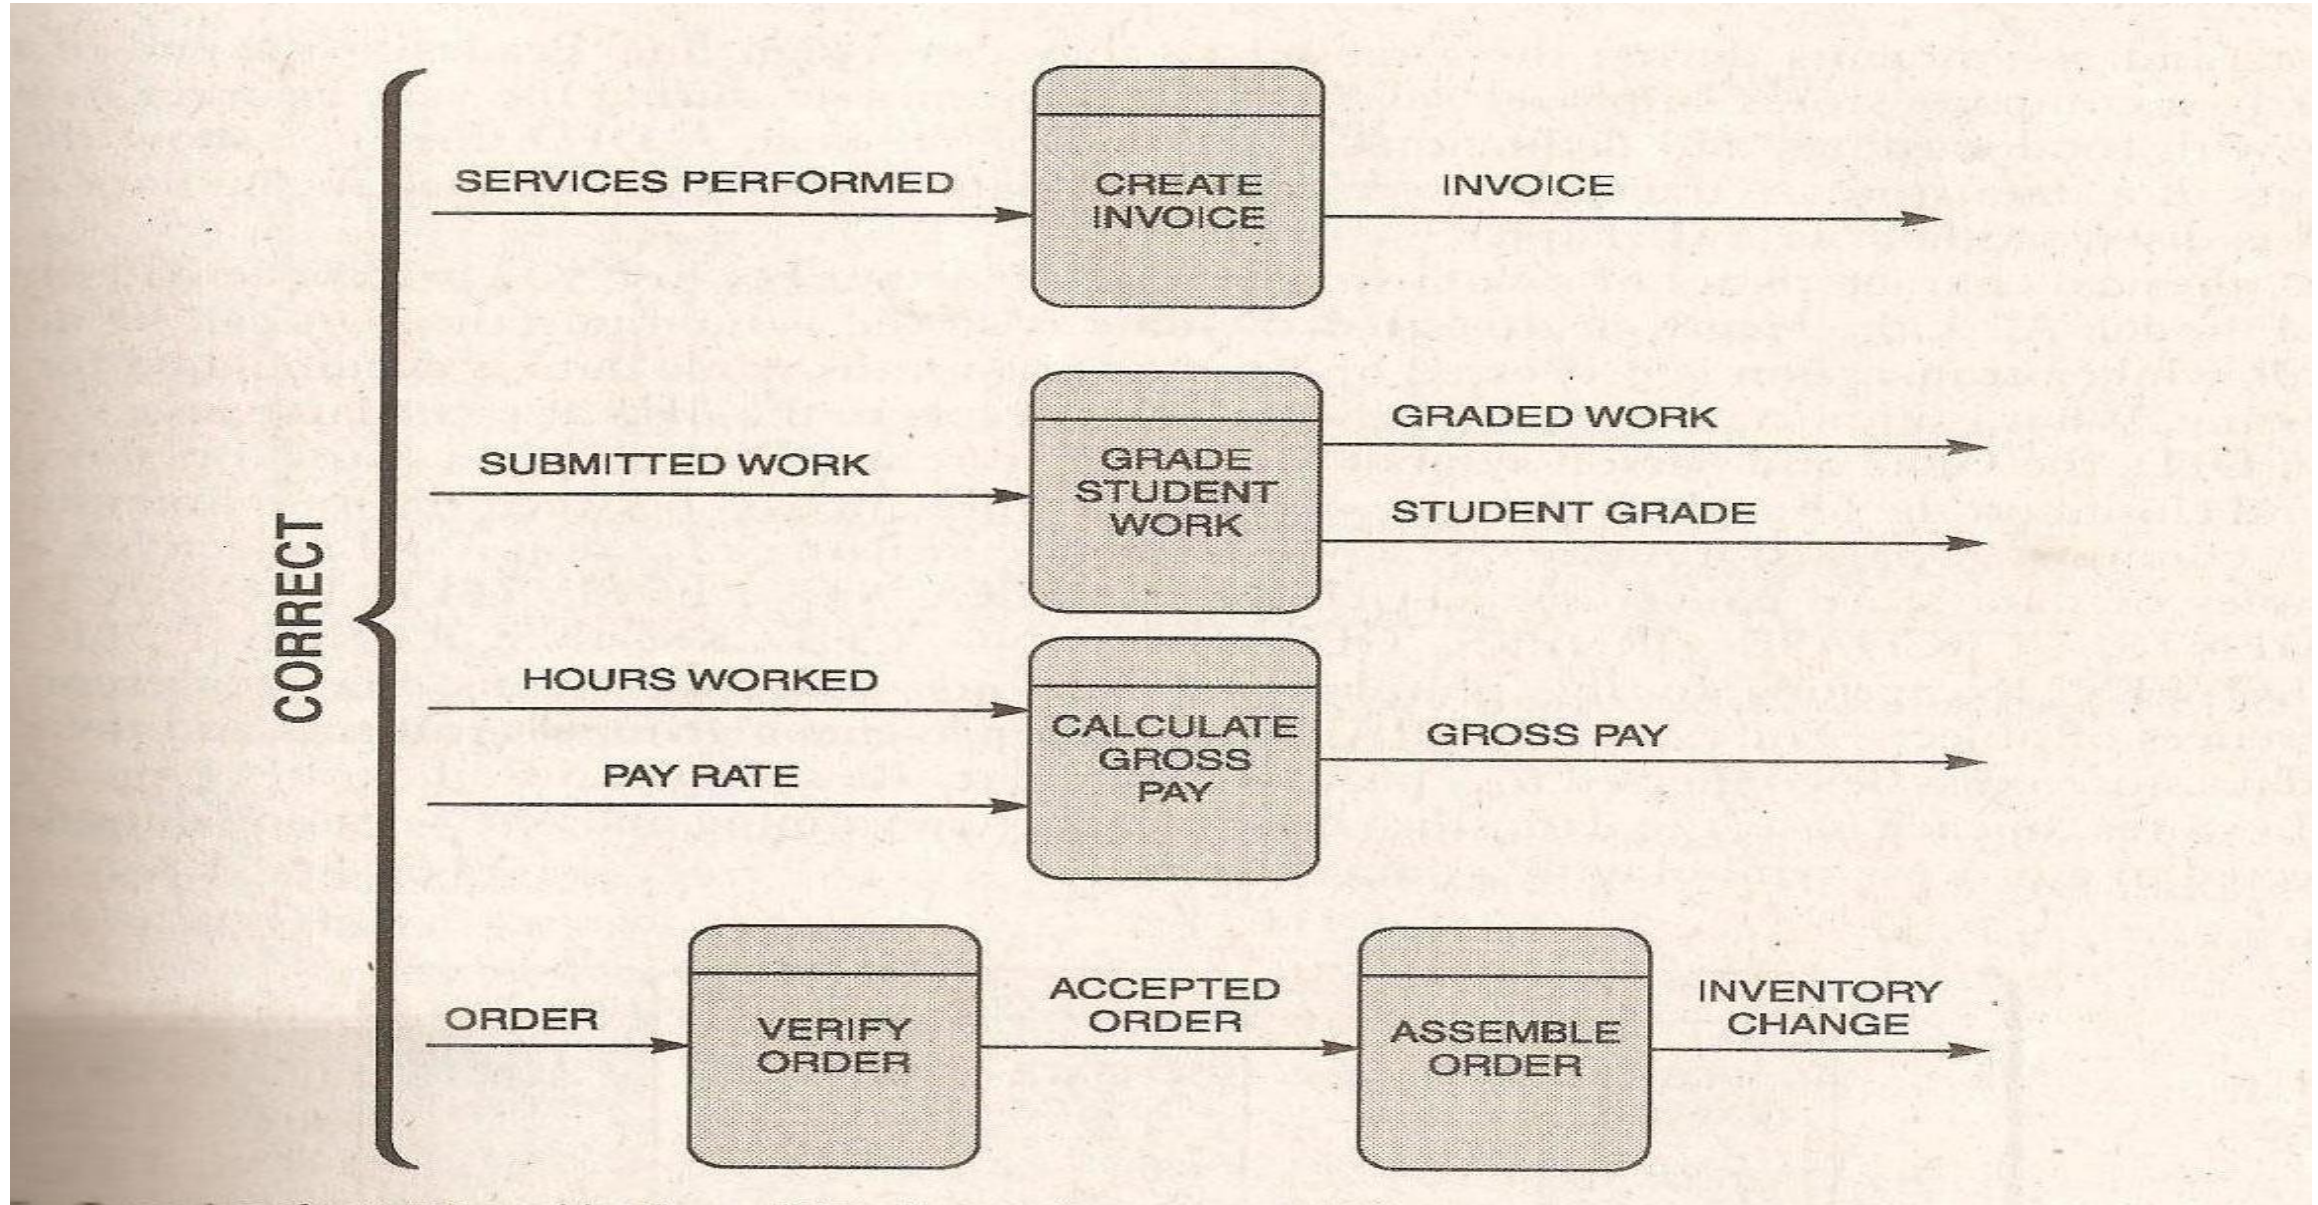 CORRECT
SERVICES PERFORMED
CREATE
INVOICE
INVOICE
SUBMITTED WORK
GRADE
STUDENT
WORK
GRADED WORK
STUDENT GRADE
HOURS WORKED
PAY RATE
CALCULATE
GROSS
PAY
GROSS PAY
ORDER
VERIFY
ORDER
ACCEPTED
ORDER
ASSEMBLE
ORDER
INVENTORY
CHANGE